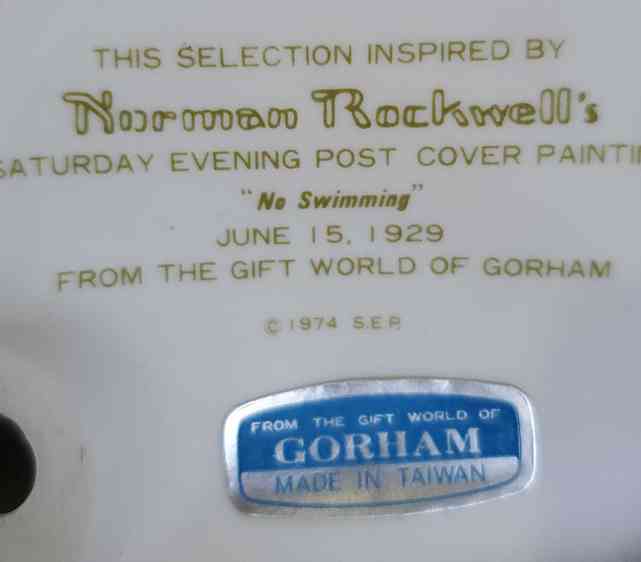 THIS SELECTION INSPIRED BY
Norman Rockwell's
SATURDAY EVENING POST COVER PAINTI
"No Swimming"
JUNE 15, 1929
FROM THE GIFT WORLD OF GORHAM
© 1974 S.E.P.
FROM THE GIFT WORLD OF
GORHAM
MADE IN TAIWAN